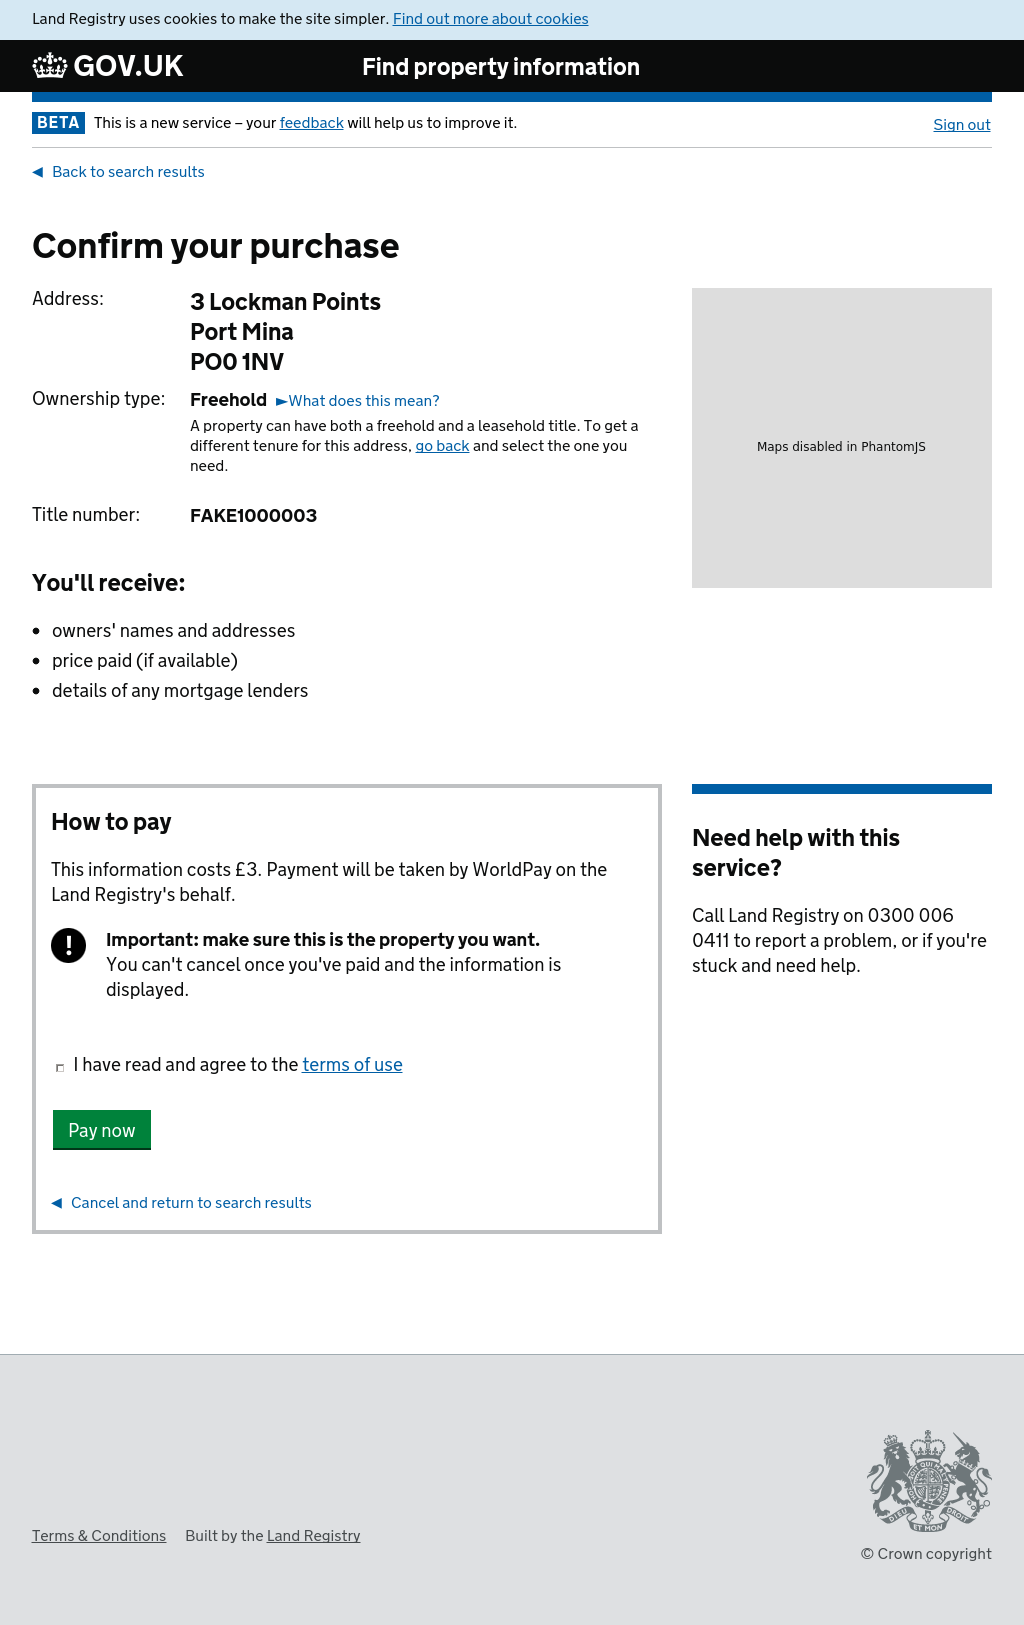 Land Registry uses cookies to make the site simpler. Find out more about cookies
GOV.UK
Find property information
BETA This is a new service – your feedback will help us to improve it.
Sign out
◀ Back to search results
Confirm your purchase
Address:
3 Lockman Points
Port Mina
PO0 1NV
Ownership type:
Freehold ►What does this mean?
A property can have both a freehold and a leasehold title. To get a
different tenure for this address, go back and select the one you
need.
Title number:
FAKE1000003
Maps disabled in PhantomJS
You'll receive:
• owners' names and addresses
• price paid (if available)
• details of any mortgage lenders
How to pay
This information costs £3. Payment will be taken by WorldPay on the
Land Registry's behalf.
! Important: make sure this is the property you want.
You can't cancel once you've paid and the information is
displayed.
I have read and agree to the terms of use
Pay now
◀ Cancel and return to search results
Need help with this
service?
Call Land Registry on 0300 006
0411 to report a problem, or if you're
stuck and need help.
Terms & Conditions Built by the Land Registry
DIEU ET MON DROIT
© Crown copyright